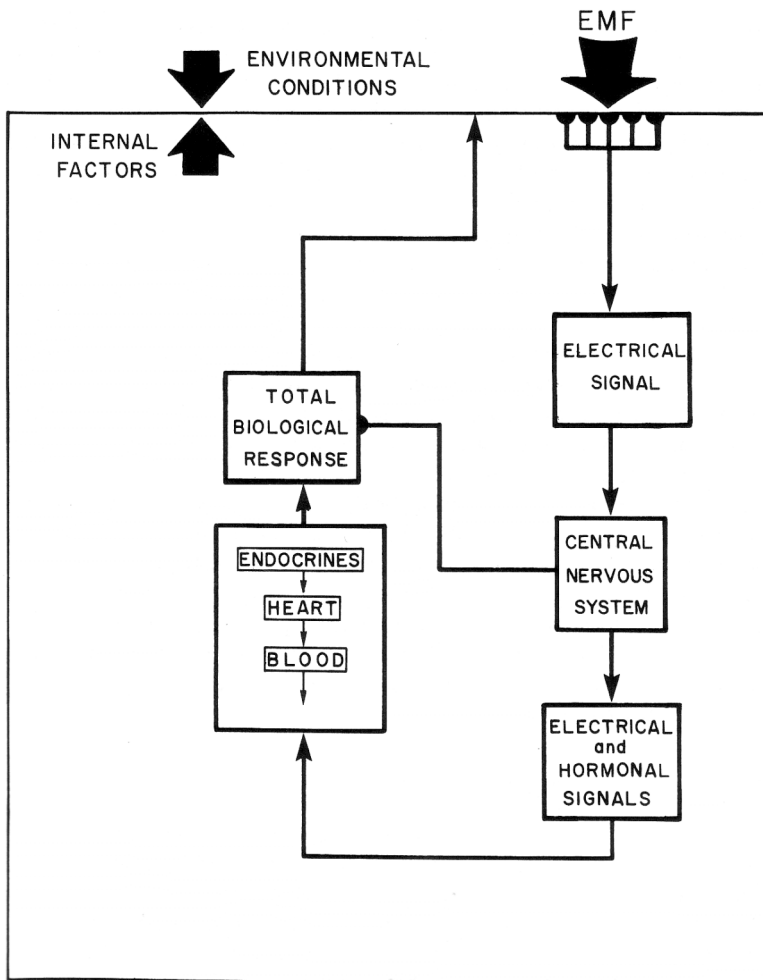 EMF
ENVIRONMENTAL
CONDITIONS
INTERNAL
FACTORS
ELECTRICAL
SIGNAL
TOTAL
BIOLOGICAL
RESPONSE
CENTRAL
NERVOUS
SYSTEM
ENDOCRINES
HEART
BLOOD
ELECTRICAL
and
HORMONAL
SIGNALS